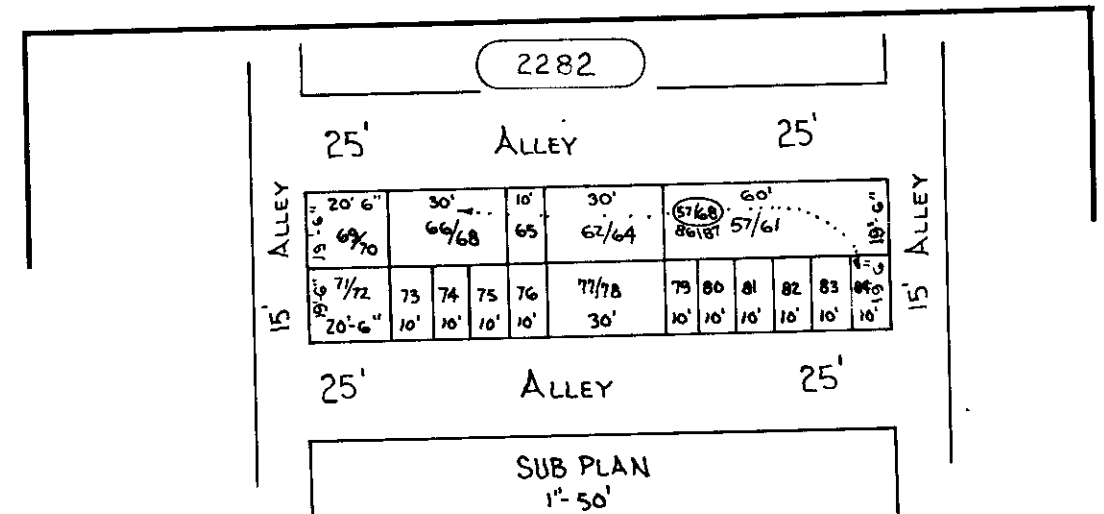 2282
25' ALLEY 25'
ALLEY
20' 6" 30' 10' 30' 60'
19'-6" 69/70 66/68 65 62/64 57/68 86187 57/61 19'-6"
ALLEY
19'-6" 71/72 73 74 75 76 77/78 79 80 81 82 83 84 19'6"
20'-6" 10' 10' 10' 10' 30' 10' 10' 10' 10' 10' 10'
15' 15'
25' ALLEY 25'
SUB PLAN
1"-50'